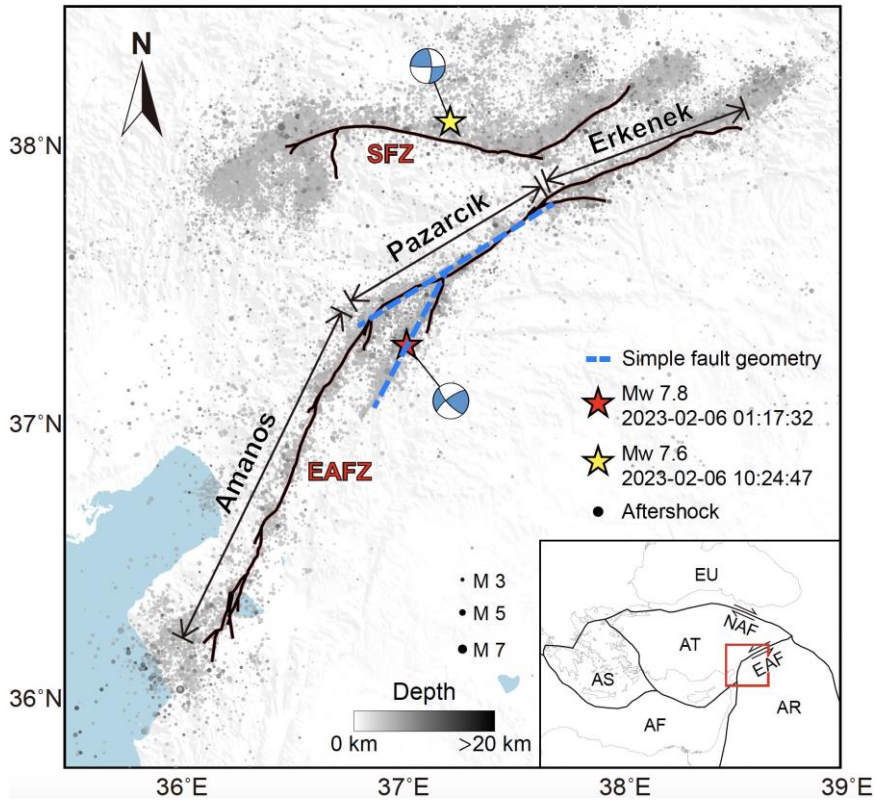 N
38°N
37°N
36°N
SFZ
Erkenek
Pazarcık
Amanos
EAFZ
Simple fault geometry
Mw 7.8
2023-02-06 01:17:32
Mw 7.6
2023-02-06 10:24:47
Aftershock
M 3
M 5
M 7
Depth
0 km
>20 km
EU
NAF
AT
EAF
AS
AF
AR
36°E
37°E
38°E
39°E